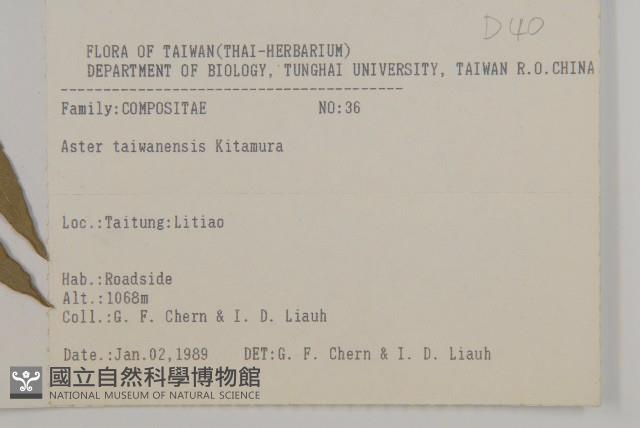 D40
FLORA OF TAIWAN(THAI-HERBARIUM)
DEPARTMENT OF BIOLOGY, TUNGHAI UNIVERSITY, TAIWAN R.O.CHINA
Family:COMPOSITAE NO:36
Aster taiwanensis Kitamura
Loc.:Taitung:Litiao
Hab.:Roadside
Alt.:1068m
Coll.:G. F. Chern & I. D. Liauh
Date.:Jan.02,1989 DET:G. F. Chern & I. D. Liauh
國立自然科學博物館
NATIONAL MUSEUM OF NATURAL SCIENCE